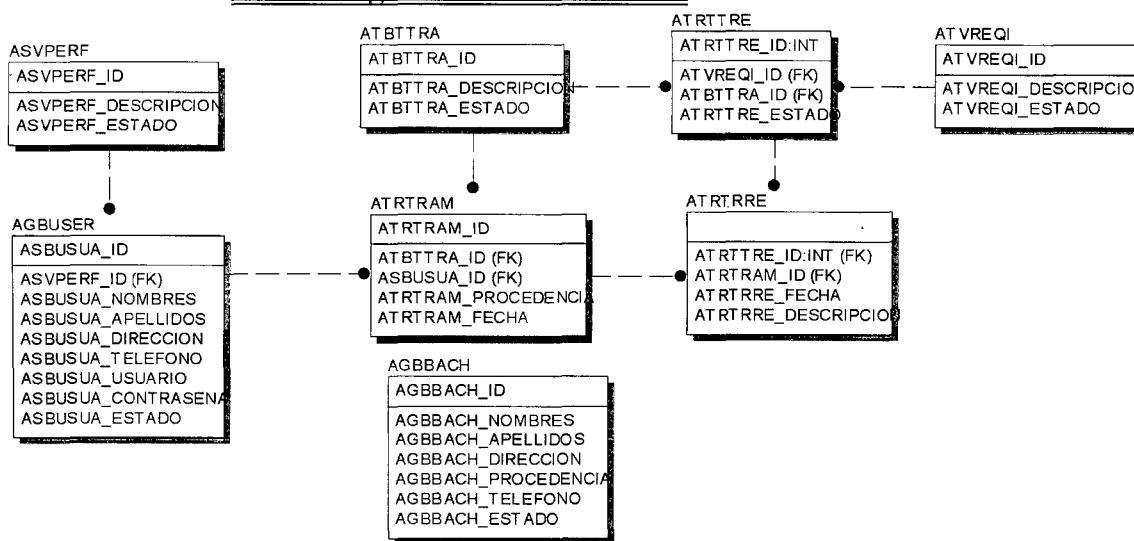 ASVPERF
ASVPERF_ID
ASVPERF_DESCRIPCION
ASVPERF_ESTADO
ATBTTRA
ATBTTRA_ID
ATBTTRA_DESCRIPCION
ATBTTRA_ESTADO
ATRTTRE
ATRTTRE_ID:INT
ATVREQI_ID (FK)
ATBTTRA_ID (FK)
ATRTTRE_ESTADO
ATVREQI
ATVREQI_ID
ATVREQI_DESCRIPCIO
ATVREQI_ESTADO
AGBUSER
ASBUSUA_ID
ASVPERF_ID (FK)
ASBUSUA_NOMBRES
ASBUSUA_APELLIDOS
ASBUSUA_DIRECCION
ASBUSUA_TELEFONO
ASBUSUA_USUARIO
ASBUSUA_CONTRASENA
ASBUSUA_ESTADO
ATRTRAM
ATRTRAM_ID
ATBTTRA_ID (FK)
ASBUSUA_ID (FK)
ATRTRAM_PROCEDENCIA
ATRTRAM_FECHA
ATRTRRE
ATRTTRE_ID:INT (FK)
ATRTRAM_ID (FK)
ATRTRRE_FECHA
ATRTRRE_DESCRIPCIO
AGBBACH
AGBBACH_ID
AGBBACH_NOMBRES
AGBBACH_APELLIDOS
AGBBACH_DIRECCION
AGBBACH_PROCEDENCIA
AGBBACH_TELEFONO
AGBBACH_ESTADO